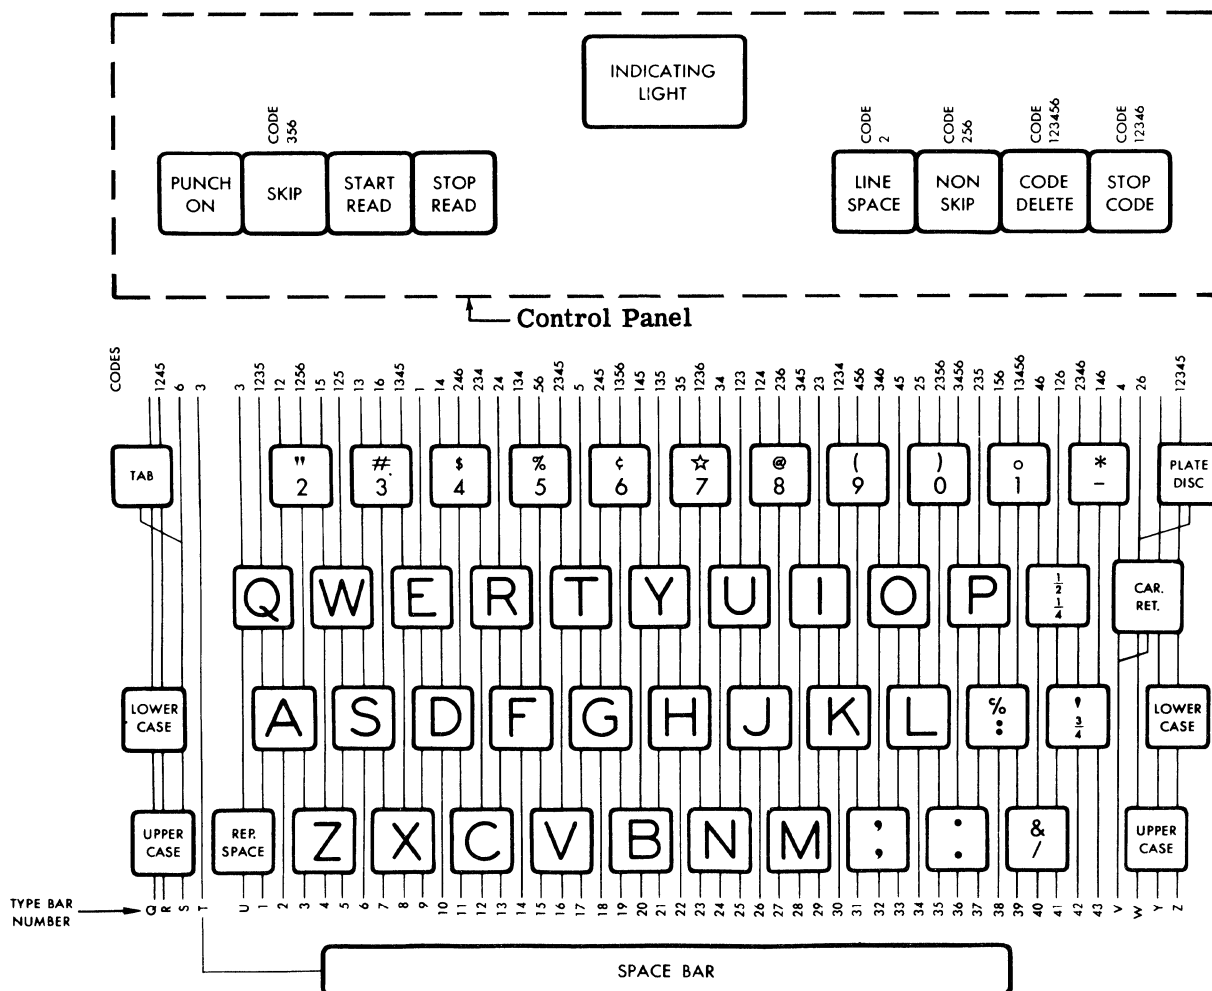 INDICATING
LIGHT
CODE
356
CODE
2
CODE
256
CODE
123456
CODE
12346
PUNCH
ON
SKIP
START
READ
STOP
READ
LINE
SPACE
NON
SKIP
CODE
DELETE
STOP
CODE
Control Panel
CODES 1245 6 3 3 1235 12 1256 15 125 13 16 1345 1 14 246 234 24 134 56 2345 5 245 1356 145 135 35 1236 34 123 124 236 345 23 1234 456 346 45 25 2356 3456 235 156 13456 46 126 2346 146 4 26 12345
TAB
" 2
# 3
$ 4
% 5
¢ 6
☆ 7
@ 8
( 9
) 0
o 1
* –
PLATE
DISC
Q W E R T Y U I O P ½ ¼
CAR.
RET.
LOWER
CASE
A S D F G H J K L ℅ : ' ¾
LOWER
CASE
UPPER
CASE
REP.
SPACE
Z X C V B N M , , . . & /
UPPER
CASE
TYPE BAR
NUMBER
Q R S T U 1 2 3 4 5 6 7 8 9 10 11 12 13 14 15 16 17 18 19 20 21 22 23 24 25 26 27 28 29 30 31 32 33 34 35 36 37 38 39 40 41 42 43 V W Y Z
SPACE BAR